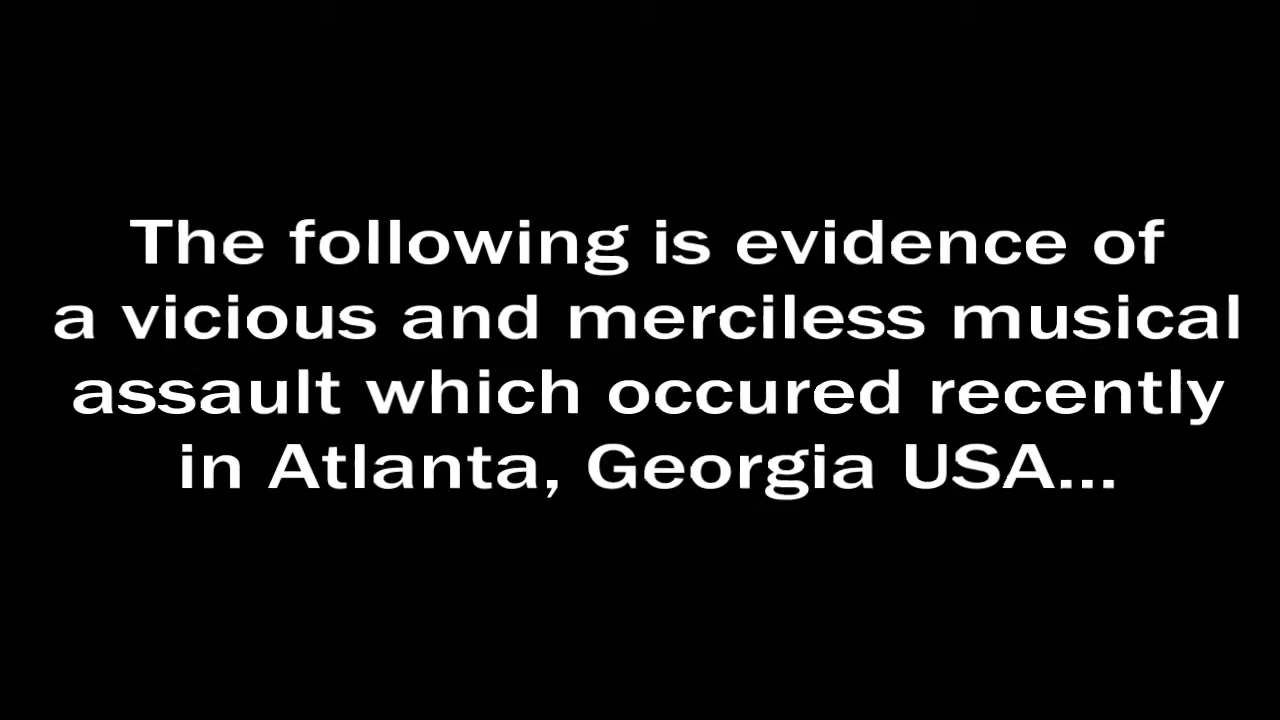 The following is evidence of
a vicious and merciless musical
assault which occured recently
in Atlanta, Georgia USA...